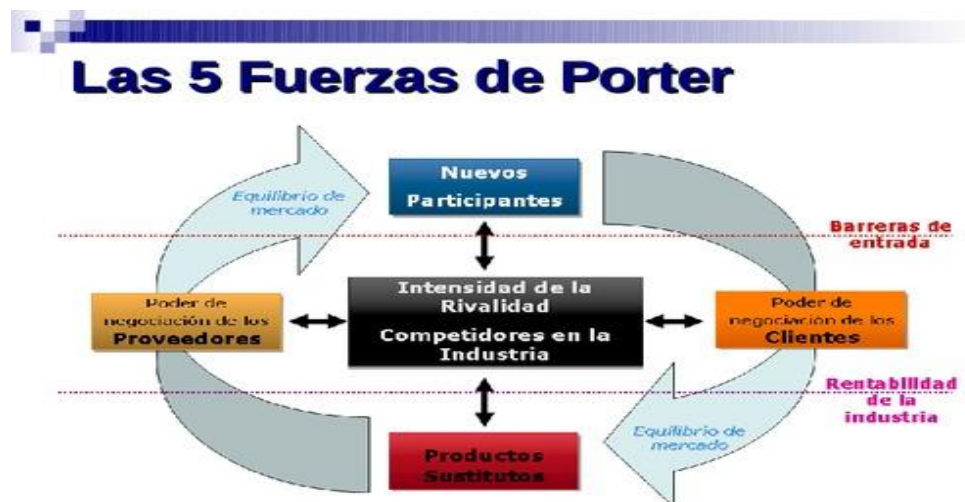 Las 5 Fuerzas de Porter
Nuevos
Participantes
Equilibrio de
mercado
Barreras de
entrada
Intensidad de la
Rivalidad
Competidores en la
Industria
Poder de
negociación de los
Proveedores
Poder de
negociación de los
Clientes
Rentabilidad
de la
industria
Equilibrio de
mercado
Productos
Sustitutos